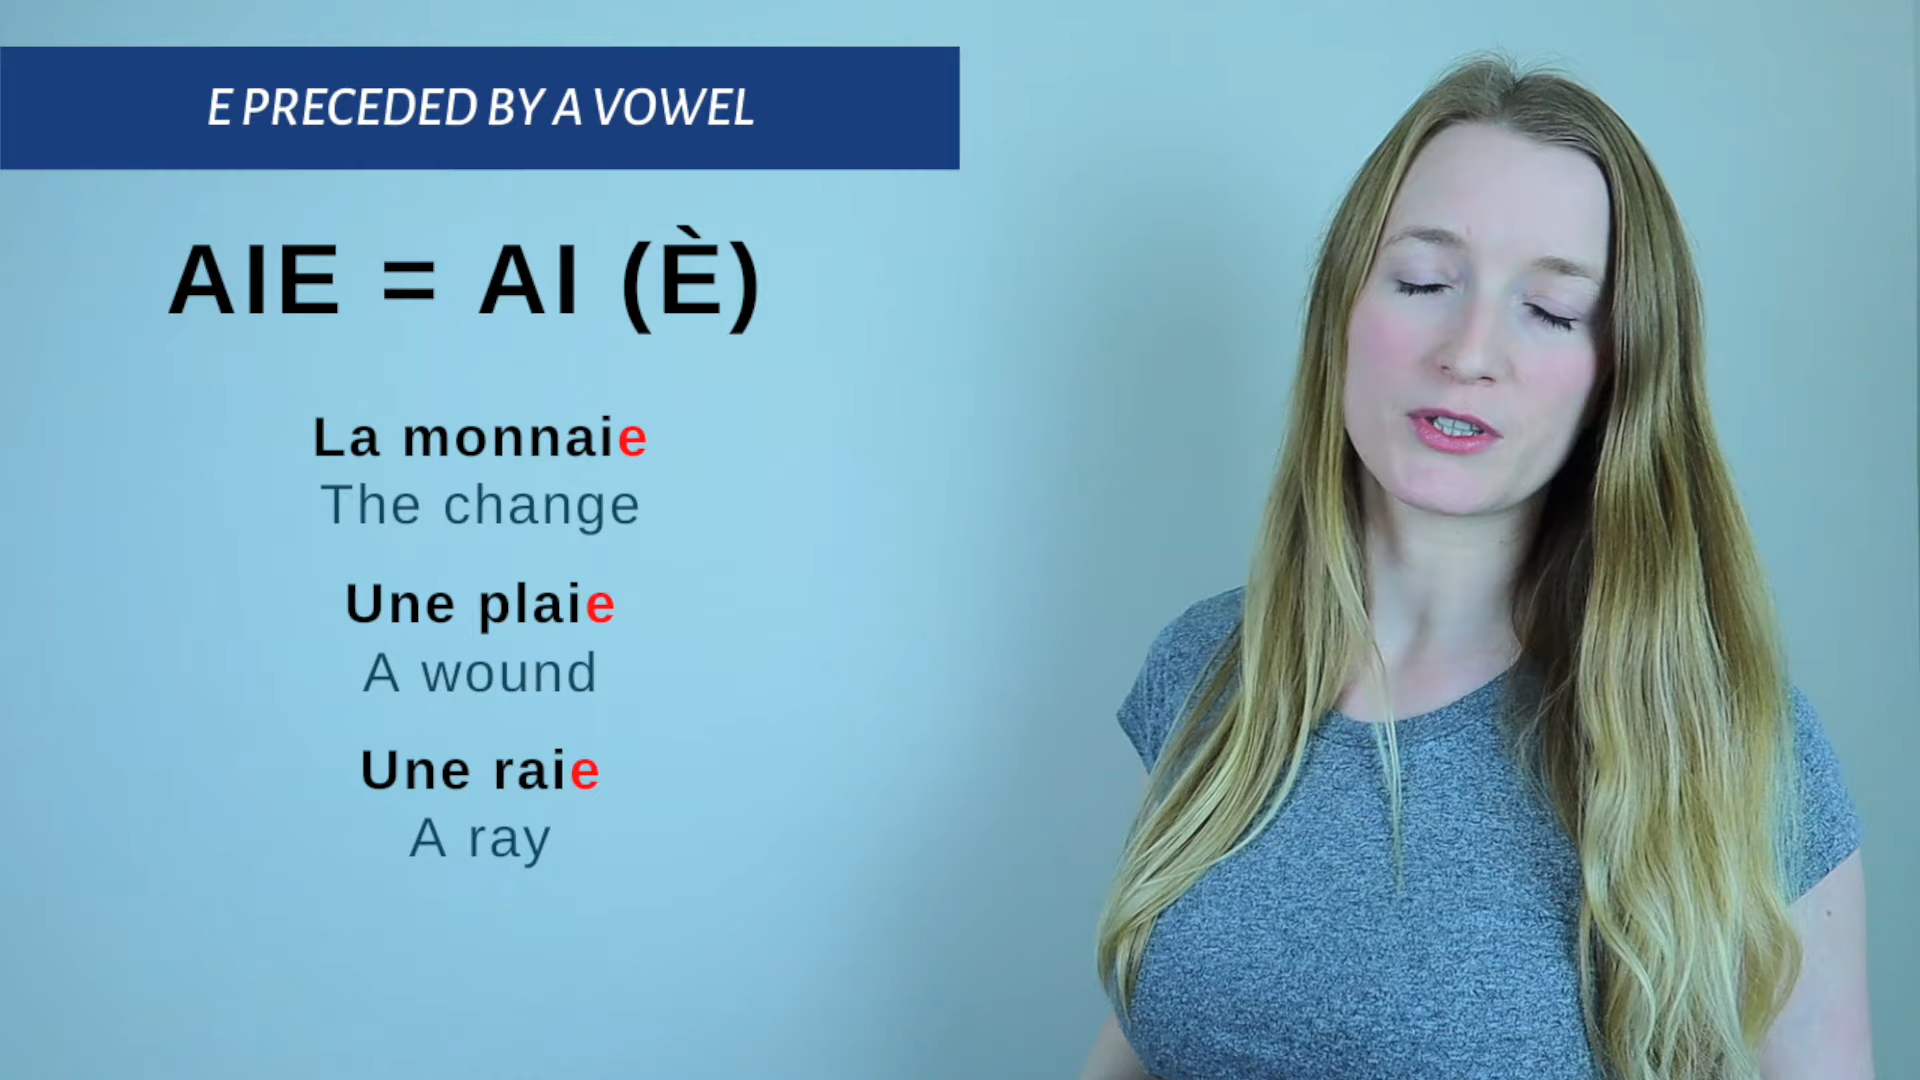 E PRECEDED BY A VOWEL
AIE = AI (È)
La monnaie
The change
Une plaie
A wound
Une raie
A ray